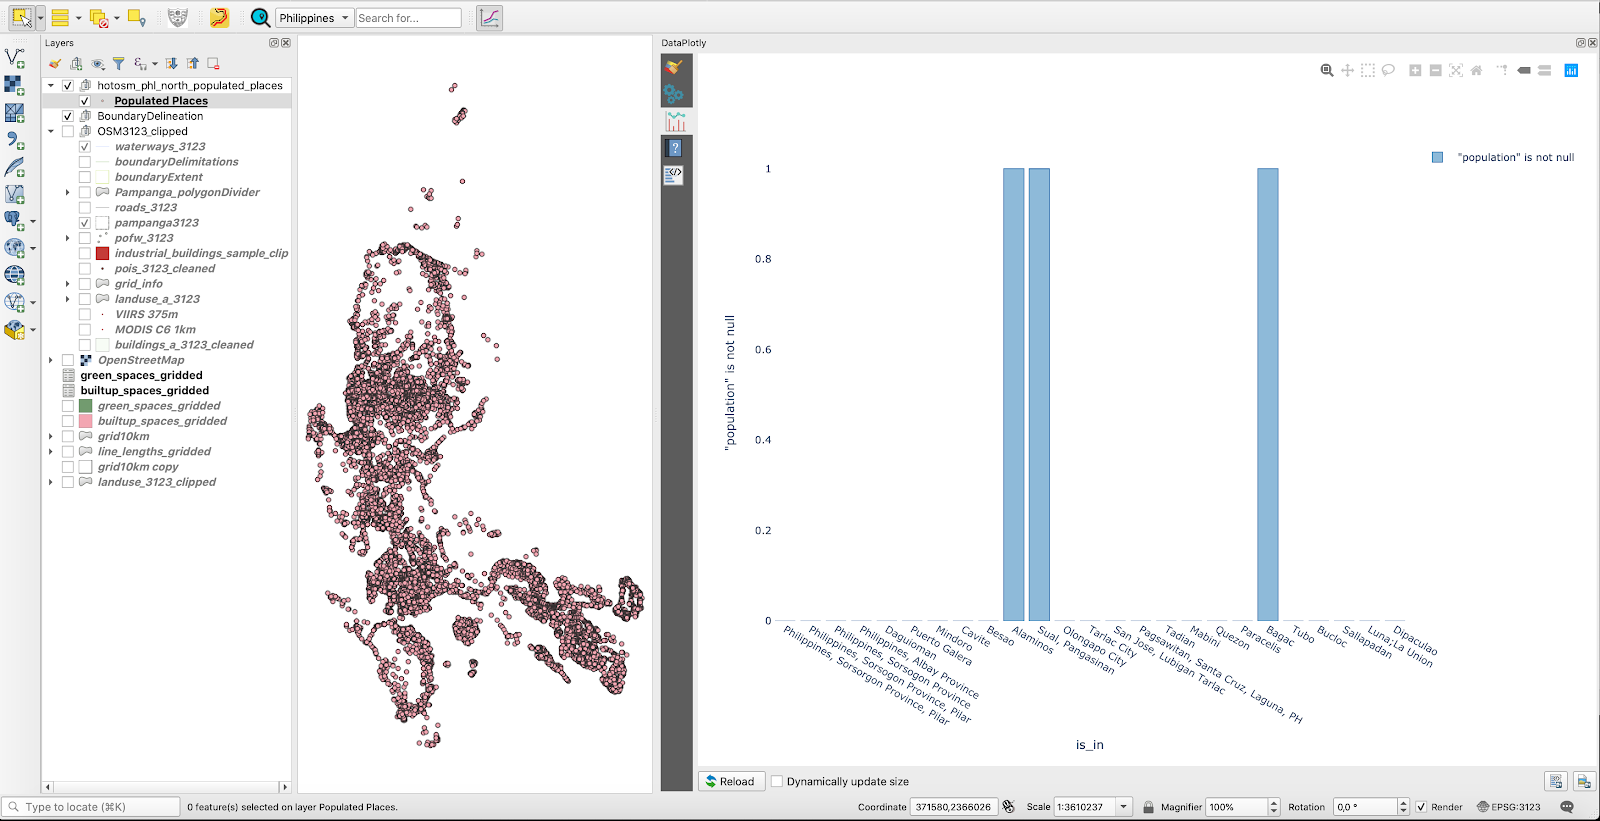 Philippines
Search for...
Layers
hotosm_phl_north_populated_places
Populated Places
BoundaryDelineation
OSM3123_clipped
waterways_3123
boundaryDelimitations
boundaryExtent
Pampanga_polygonDivider
roads_3123
pampanga3123
pofw_3123
industrial_buildings_sample_clip
pois_3123_cleaned
grid_info
landuse_a_3123
VIIRS 375m
MODIS C6 1km
buildings_a_3123_cleaned
OpenStreetMap
green_spaces_gridded
builtup_spaces_gridded
green_spaces_gridded
builtup_spaces_gridded
grid10km
line_lengths_gridded
grid10km copy
landuse_3123_clipped
DataPlotly
"population" is not null
1
0.8
0.6
0.4
0.2
0
"population" is not null
Philippines, Sorsorgon Province, Pilar
Philippines, Sorsogon Province, Pilar
Philippines, Sorsogon Province
Philippines, Albay Province
Daguioman
Puerto Galera
Mindoro
Cavite
Besao
Alaminos
Sual, Pangasinan
Olongapo City
Tarlac City
San Jose, Lubigan Tarlac
Pagsawitan, Santa Cruz, Laguna, PH
Tadian
Mabini
Quezon
Paracelis
Bagac
Tubo
Bucloc
Sallapadan
Luna,La Union
Dipaculao
is_in
Reload
Dynamically update size
Type to locate (⌘K)
0 feature(s) selected on layer Populated Places.
Coordinate
371580,2366026
Scale
1:3610237
Magnifier
100%
Rotation
0,0 °
Render
EPSG:3123